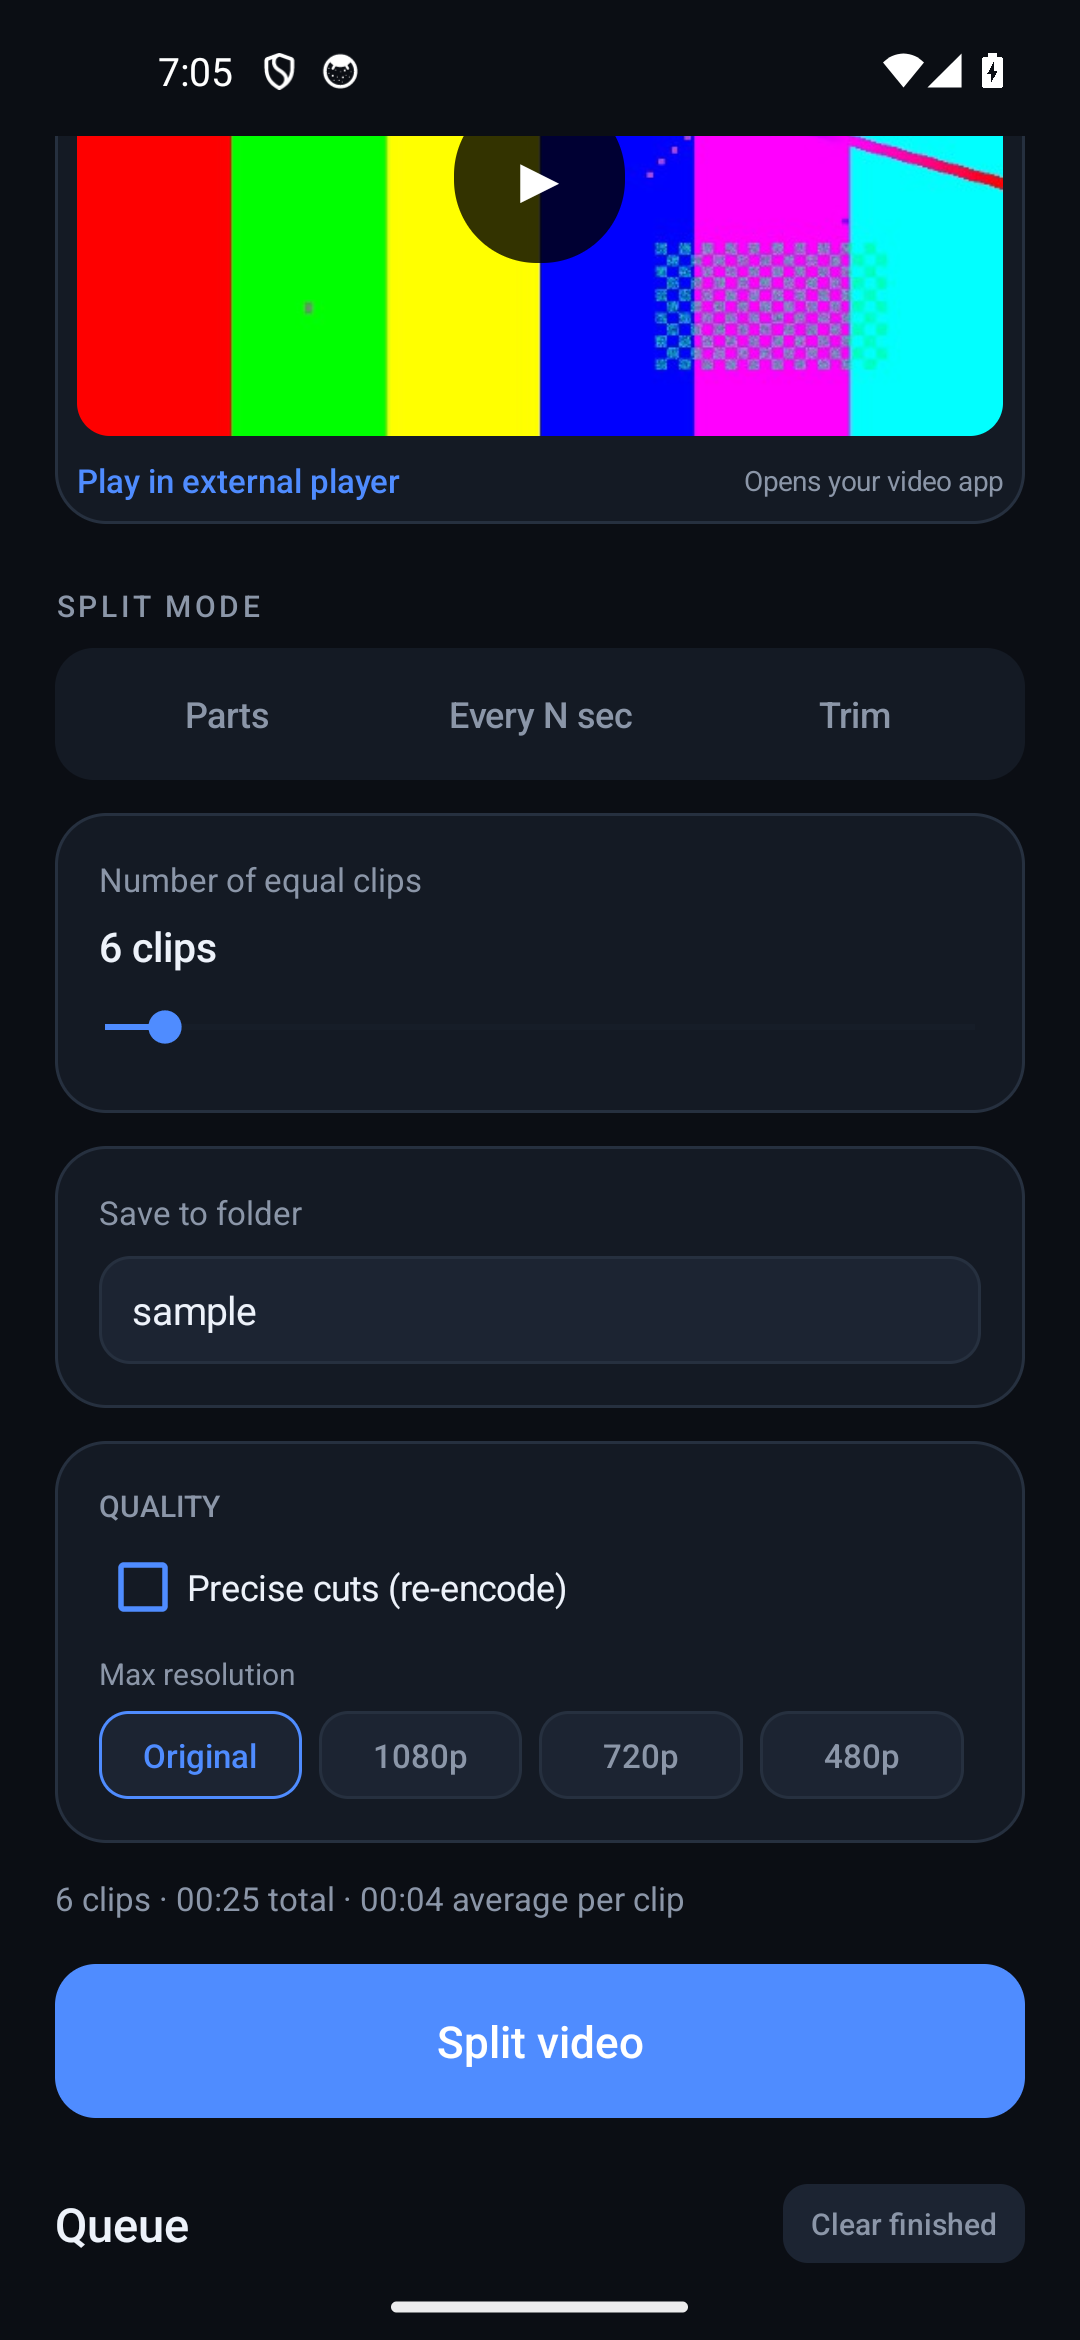 7:05
Play in external player
Opens your video app
SPLIT MODE
Parts Every N sec Trim
Number of equal clips
6 clips
Save to folder
sample
QUALITY
Precise cuts (re-encode)
Max resolution
Original 1080p 720p 480p
6 clips · 00:25 total · 00:04 average per clip
Split video
Queue
Clear finished